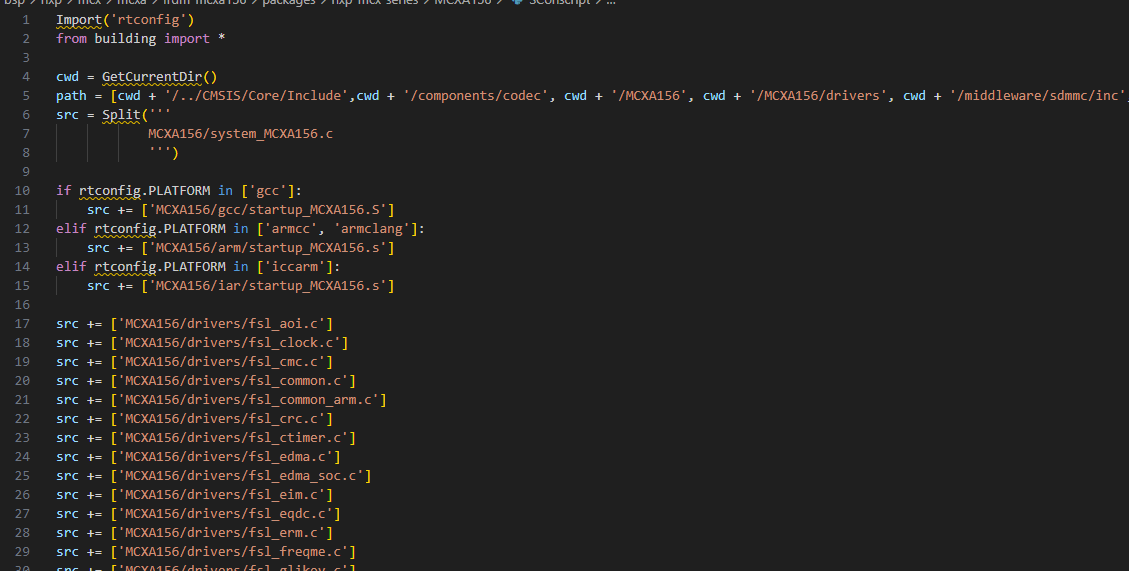 bsp > nxp > mcx > mcxa > frdm-mcxa156 > packages > nxp-mcx-series > MCXA156 > SConscript > ...
1 Import('rtconfig')
2 from building import *
3
4 cwd = GetCurrentDir()
5 path = [cwd + '/../CMSIS/Core/Include',cwd + '/components/codec', cwd + '/MCXA156', cwd + '/MCXA156/drivers', cwd + '/middleware/sdmmc/inc',
6 src = Split('''
7 MCXA156/system_MCXA156.c
8 ''')
9
10 if rtconfig.PLATFORM in ['gcc']:
11 src += ['MCXA156/gcc/startup_MCXA156.S']
12 elif rtconfig.PLATFORM in ['armcc', 'armclang']:
13 src += ['MCXA156/arm/startup_MCXA156.s']
14 elif rtconfig.PLATFORM in ['iccarm']:
15 src += ['MCXA156/iar/startup_MCXA156.s']
16
17 src += ['MCXA156/drivers/fsl_aoi.c']
18 src += ['MCXA156/drivers/fsl_clock.c']
19 src += ['MCXA156/drivers/fsl_cmc.c']
20 src += ['MCXA156/drivers/fsl_common.c']
21 src += ['MCXA156/drivers/fsl_common_arm.c']
22 src += ['MCXA156/drivers/fsl_crc.c']
23 src += ['MCXA156/drivers/fsl_ctimer.c']
24 src += ['MCXA156/drivers/fsl_edma.c']
25 src += ['MCXA156/drivers/fsl_edma_soc.c']
26 src += ['MCXA156/drivers/fsl_eim.c']
27 src += ['MCXA156/drivers/fsl_eqdc.c']
28 src += ['MCXA156/drivers/fsl_erm.c']
29 src += ['MCXA156/drivers/fsl_freqme.c']
30 src += ['MCXA156/drivers/fsl_glikey.c']